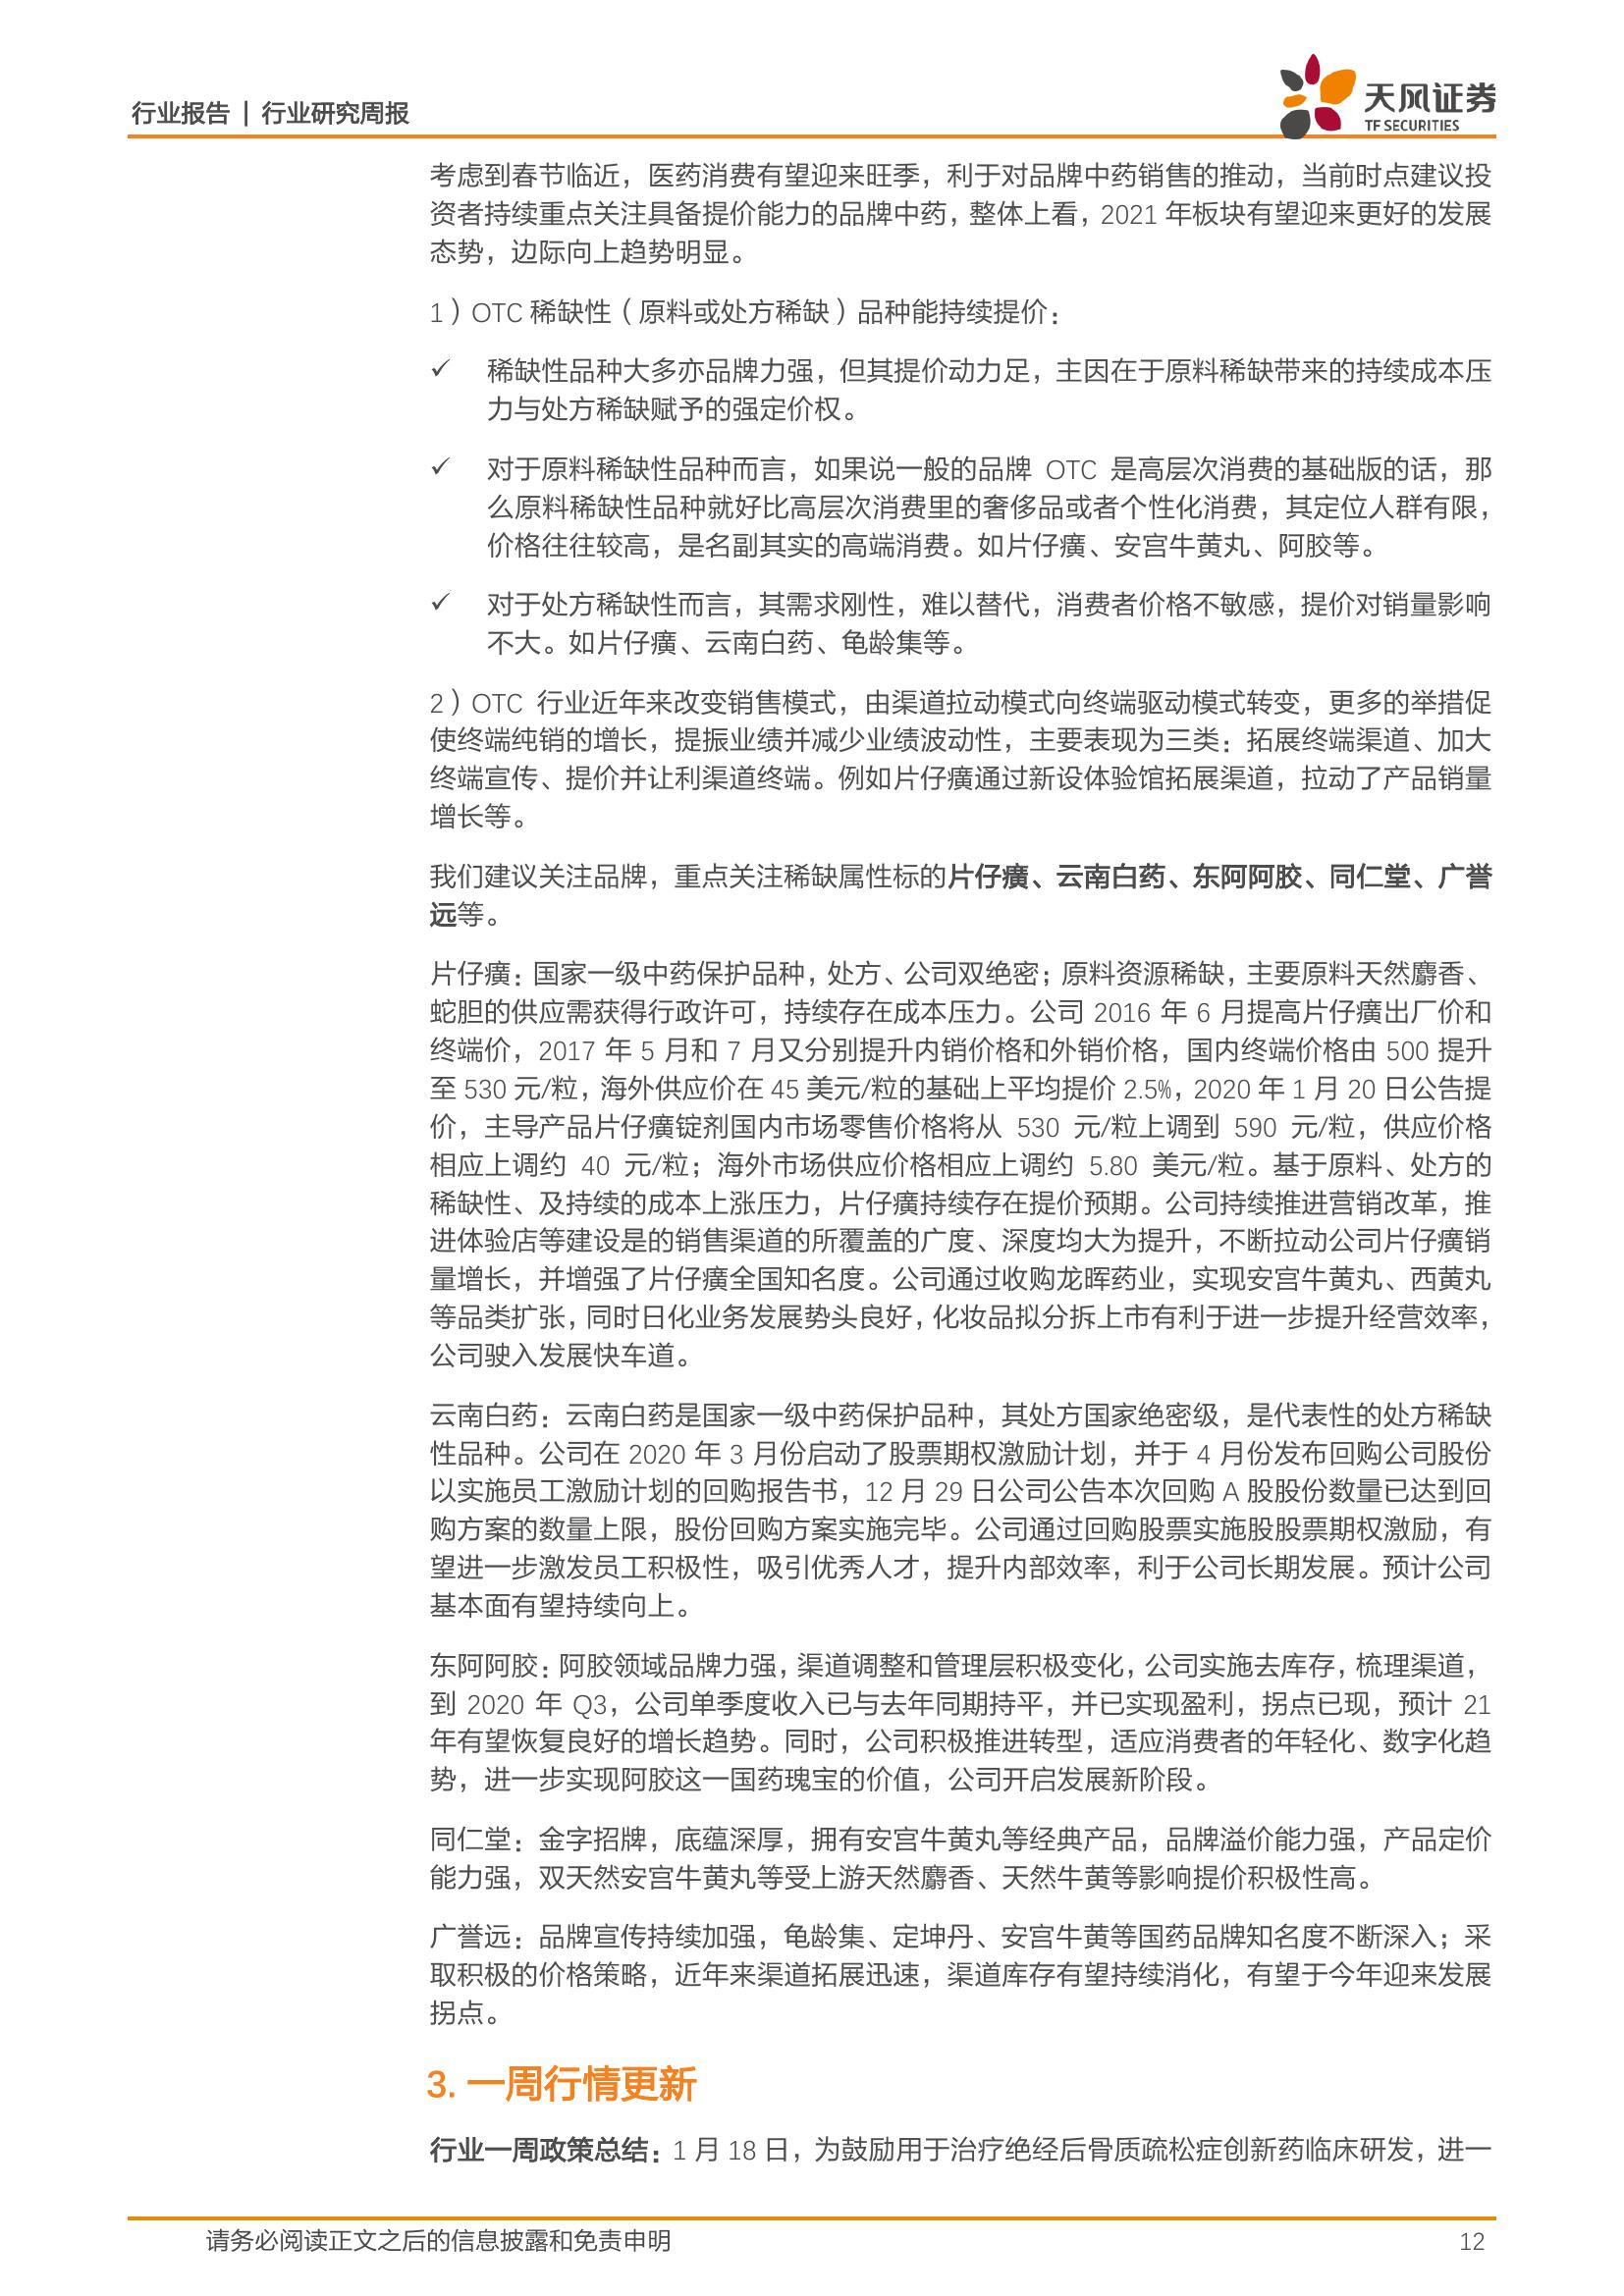 行业报告 | 行业研究周报
天风证券
TF SECURITIES
考虑到春节临近，医药消费有望迎来旺季，利于对品牌中药销售的推动，当前时点建议投
资者持续重点关注具备提价能力的品牌中药，整体上看，2021 年板块有望迎来更好的发展
态势，边际向上趋势明显。
1）OTC 稀缺性（原料或处方稀缺）品种能持续提价：
✓ 稀缺性品种大多亦品牌力强，但其提价动力足，主因在于原料稀缺带来的持续成本压
力与处方稀缺赋予的强定价权。
✓ 对于原料稀缺性品种而言，如果说一般的品牌 OTC 是高层次消费的基础版的话，那
么原料稀缺性品种就好比高层次消费里的奢侈品或者个性化消费，其定位人群有限，
价格往往较高，是名副其实的高端消费。如片仔癀、安宫牛黄丸、阿胶等。
✓ 对于处方稀缺性而言，其需求刚性，难以替代，消费者价格不敏感，提价对销量影响
不大。如片仔癀、云南白药、龟龄集等。
2）OTC 行业近年来改变销售模式，由渠道拉动模式向终端驱动模式转变，更多的举措促
使终端纯销的增长，提振业绩并减少业绩波动性，主要表现为三类：拓展终端渠道、加大
终端宣传、提价并让利渠道终端。例如片仔癀通过新设体验馆拓展渠道，拉动了产品销量
增长等。
我们建议关注品牌，重点关注稀缺属性标的片仔癀、云南白药、东阿阿胶、同仁堂、广誉
远等。
片仔癀：国家一级中药保护品种，处方、公司双绝密；原料资源稀缺，主要原料天然麝香、
蛇胆的供应需获得行政许可，持续存在成本压力。公司 2016 年 6 月提高片仔癀出厂价和
终端价，2017 年 5 月和 7 月又分别提升内销价格和外销价格，国内终端价格由 500 提升
至 530 元/粒，海外供应价在 45 美元/粒的基础上平均提价 2.5%，2020 年 1 月 20 日公告提
价，主导产品片仔癀锭剂国内市场零售价格将从 530 元/粒上调到 590 元/粒，供应价格
相应上调约 40 元/粒；海外市场供应价格相应上调约 5.80 美元/粒。基于原料、处方的
稀缺性、及持续的成本上涨压力，片仔癀持续存在提价预期。公司持续推进营销改革，推
进体验店等建设是的销售渠道的所覆盖的广度、深度均大为提升，不断拉动公司片仔癀销
量增长，并增强了片仔癀全国知名度。公司通过收购龙晖药业，实现安宫牛黄丸、西黄丸
等品类扩张，同时日化业务发展势头良好，化妆品拟分拆上市有利于进一步提升经营效率，
公司驶入发展快车道。
云南白药：云南白药是国家一级中药保护品种，其处方国家绝密级，是代表性的处方稀缺
性品种。公司在 2020 年 3 月份启动了股票期权激励计划，并于 4 月份发布回购公司股份
以实施员工激励计划的回购报告书，12 月 29 日公司公告本次回购 A 股股份数量已达到回
购方案的数量上限，股份回购方案实施完毕。公司通过回购股票实施股股票期权激励，有
望进一步激发员工积极性，吸引优秀人才，提升内部效率，利于公司长期发展。预计公司
基本面有望持续向上。
东阿阿胶：阿胶领域品牌力强，渠道调整和管理层积极变化，公司实施去库存，梳理渠道，
到 2020 年 Q3，公司单季度收入已与去年同期持平，并已实现盈利，拐点已现，预计 21
年有望恢复良好的增长趋势。同时，公司积极推进转型，适应消费者的年轻化、数字化趋
势，进一步实现阿胶这一国药瑰宝的价值，公司开启发展新阶段。
同仁堂：金字招牌，底蕴深厚，拥有安宫牛黄丸等经典产品，品牌溢价能力强，产品定价
能力强，双天然安宫牛黄丸等受上游天然麝香、天然牛黄等影响提价积极性高。
广誉远：品牌宣传持续加强，龟龄集、定坤丹、安宫牛黄等国药品牌知名度不断深入；采
取积极的价格策略，近年来渠道拓展迅速，渠道库存有望持续消化，有望于今年迎来发展
拐点。
3. 一周行情更新
行业一周政策总结：1 月 18 日，为鼓励用于治疗绝经后骨质疏松症创新药临床研发，进一
请务必阅读正文之后的信息披露和免责申明
12